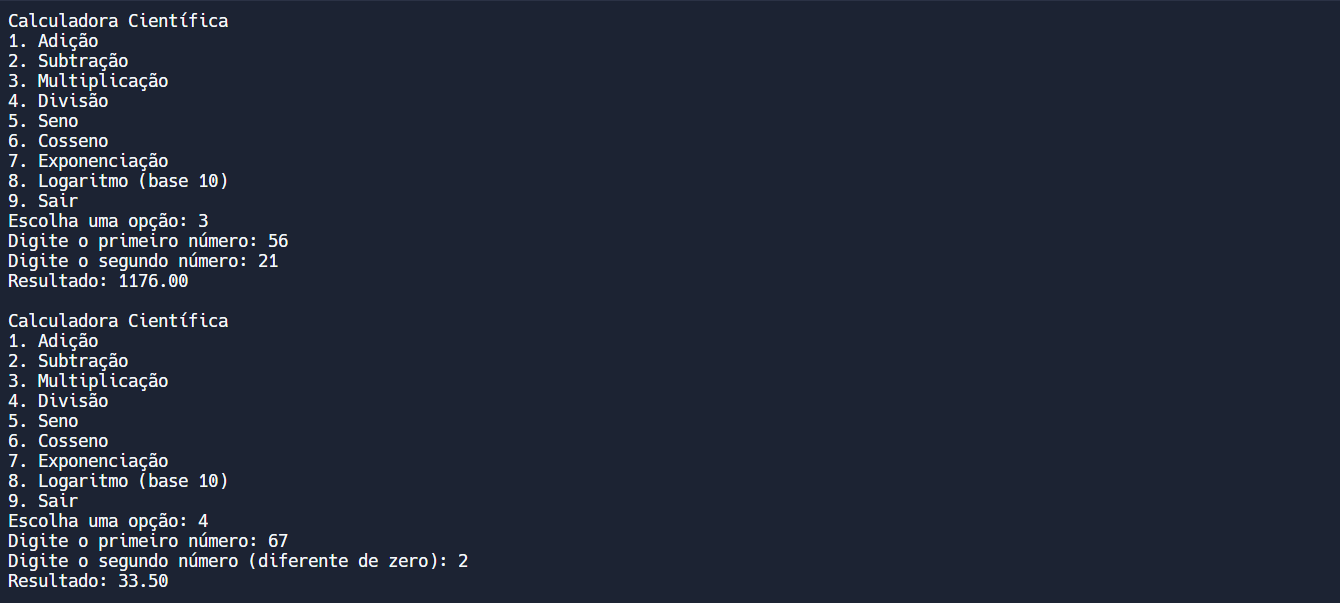 Calculadora Científica
1. Adição
2. Subtração
3. Multiplicação
4. Divisão
5. Seno
6. Cosseno
7. Exponenciação
8. Logaritmo (base 10)
9. Sair
Escolha uma opção: 3
Digite o primeiro número: 56
Digite o segundo número: 21
Resultado: 1176.00

Calculadora Científica
1. Adição
2. Subtração
3. Multiplicação
4. Divisão
5. Seno
6. Cosseno
7. Exponenciação
8. Logaritmo (base 10)
9. Sair
Escolha uma opção: 4
Digite o primeiro número: 67
Digite o segundo número (diferente de zero): 2
Resultado: 33.50